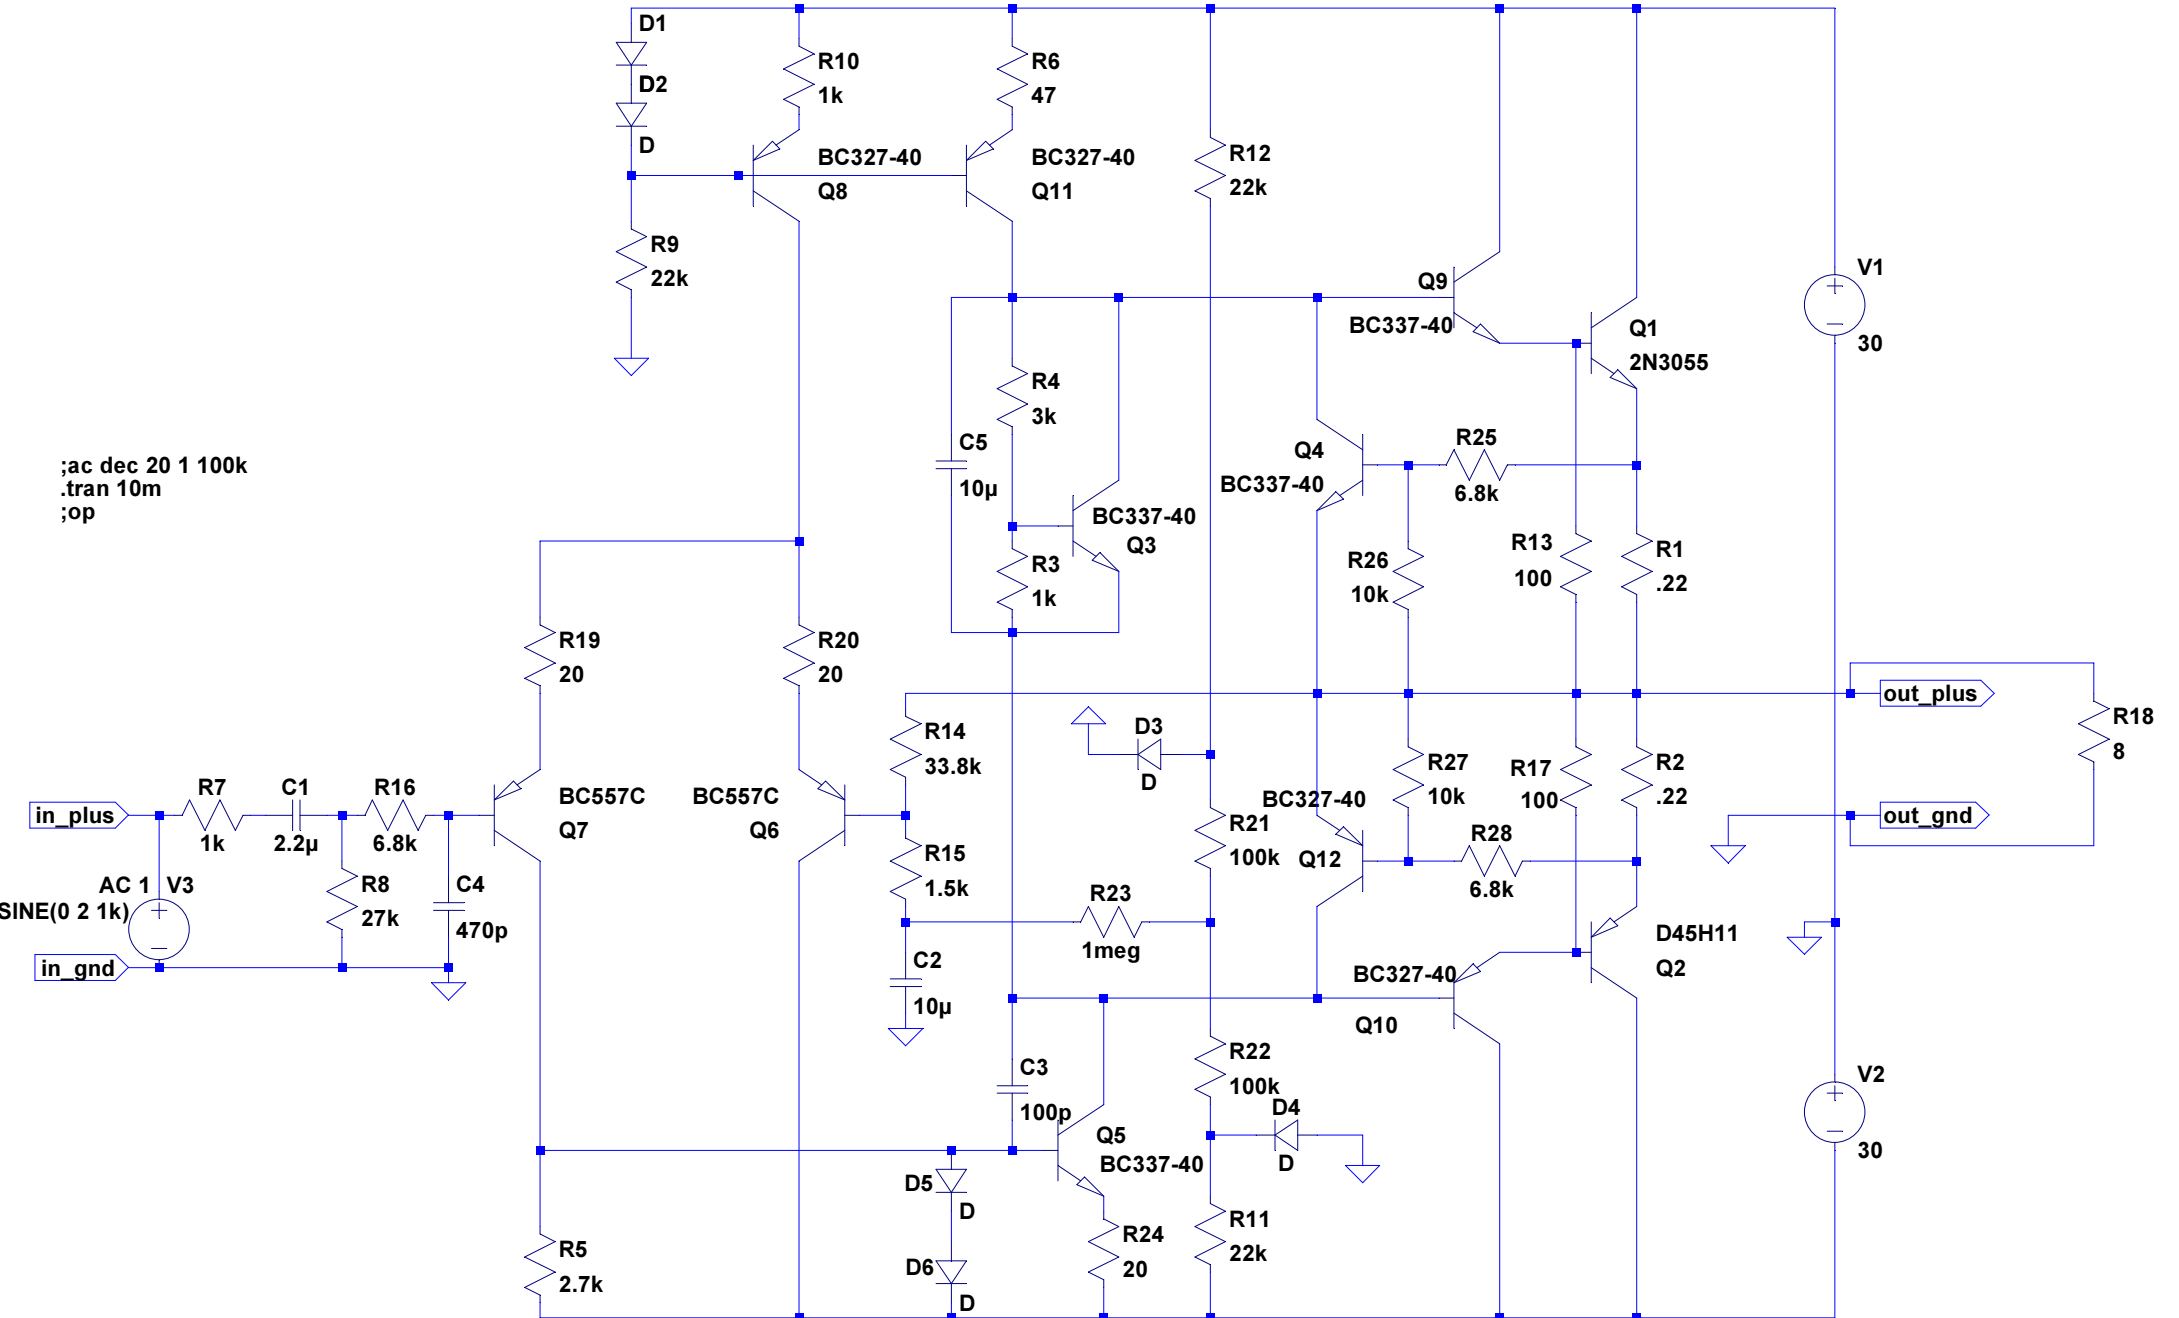 D1
D2
D
R10
1k
R6
47
BC327-40
Q8
BC327-40
Q11
R12
22k
R9
22k
V1
30
Q9
BC337-40
Q1
2N3055
R4
3k
C5
10µ
BC337-40
Q3
R3
1k
Q4
BC337-40
R25
6.8k
R26
10k
R13
100
R1
.22
;ac dec 20 1 100k
.tran 10m
;op
R19
20
R20
20
R14
33.8k
D3
D
out_plus
R18
8
out_gnd
R27
10k
R17
100
R2
.22
in_plus
R7
1k
C1
2.2µ
R16
6.8k
BC557C
Q7
BC557C
Q6
R15
1.5k
R21
100k
BC327-40
Q12
R28
6.8k
AC 1
V3
SINE(0 2 1k)
R8
27k
C4
470p
in_gnd
R23
1meg
C2
10µ
D45H11
Q2
BC327-40
Q10
C3
100p
R22
100k
D4
D
Q5
BC337-40
V2
30
D5
D
D6
D
R5
2.7k
R24
20
R11
22k